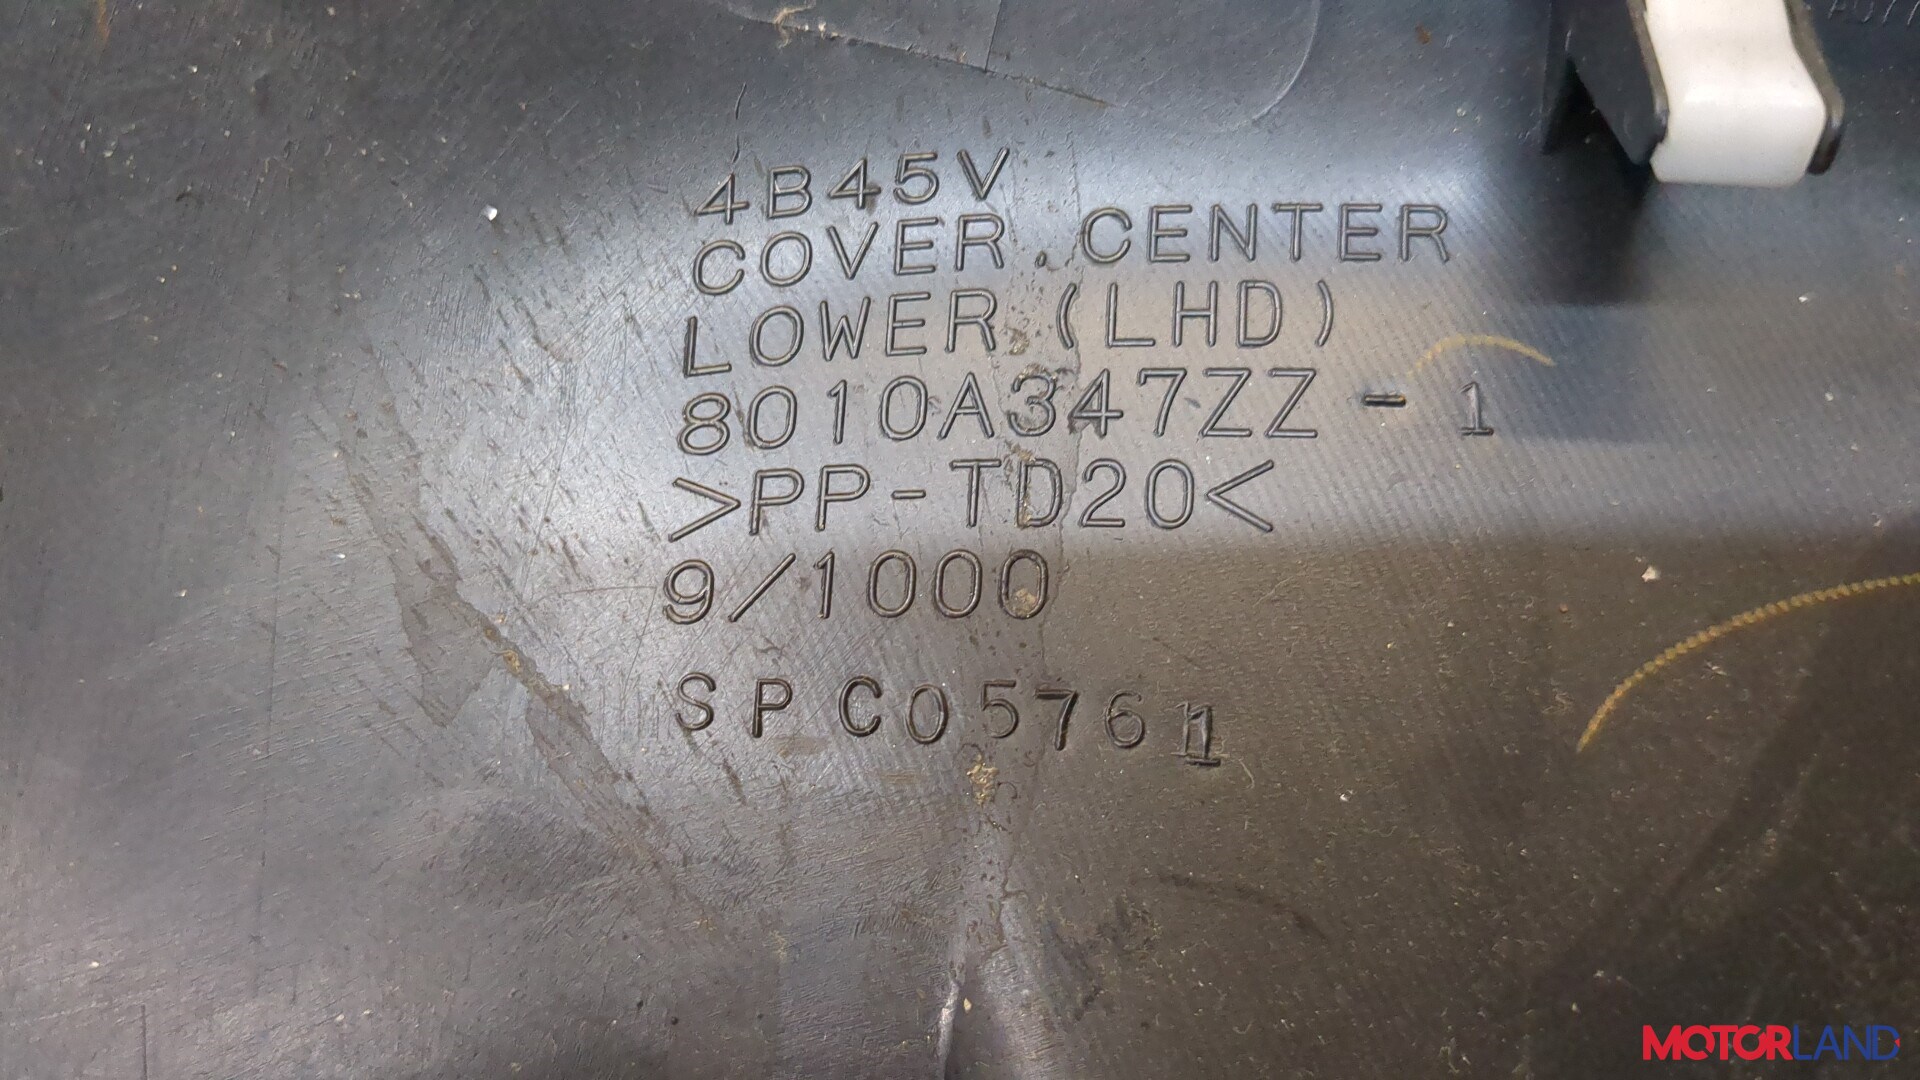 4B45V
COVER, CENTER
LOWER (LHD)
8010A347ZZ - 1
>PP-TD20<
9/1000
SPC05761
MOTORLAND